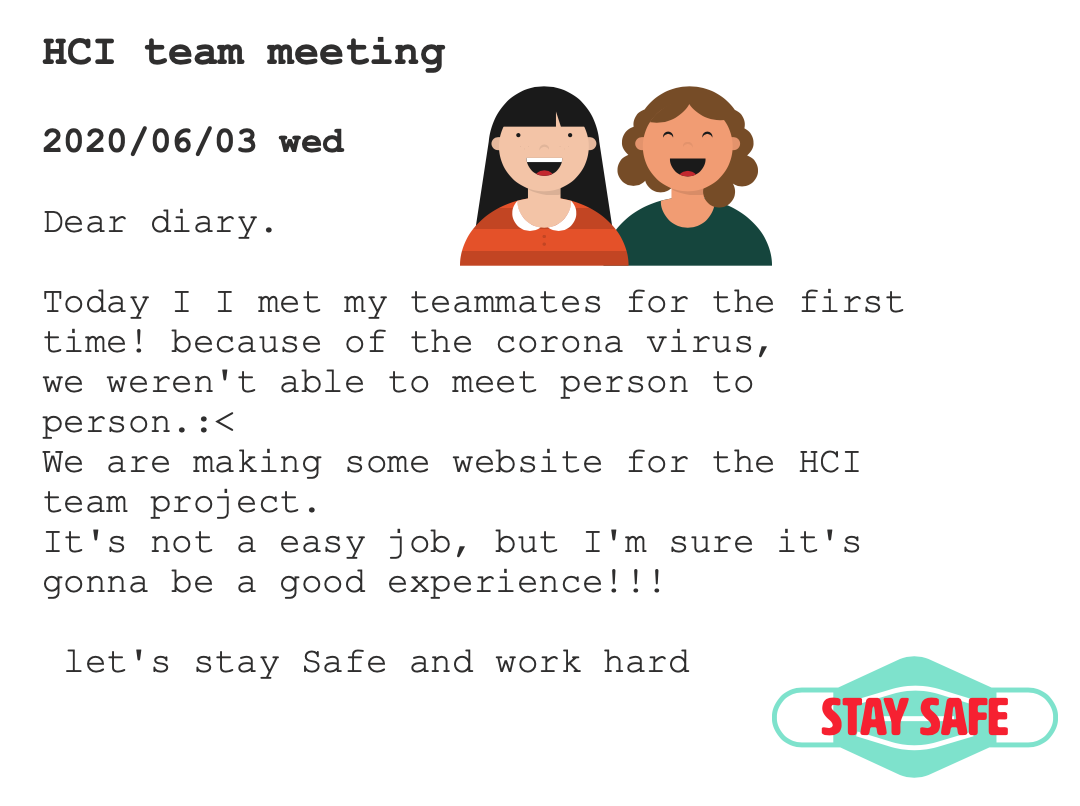 HCI team meeting
2020/06/03 wed
Dear diary.
Today I I met my teammates for the first
time! because of the corona virus,
we weren't able to meet person to
person.:<
We are making some website for the HCI
team project.
It's not a easy job, but I'm sure it's
gonna be a good experience!!!
let's stay Safe and work hard
STAY SAFE